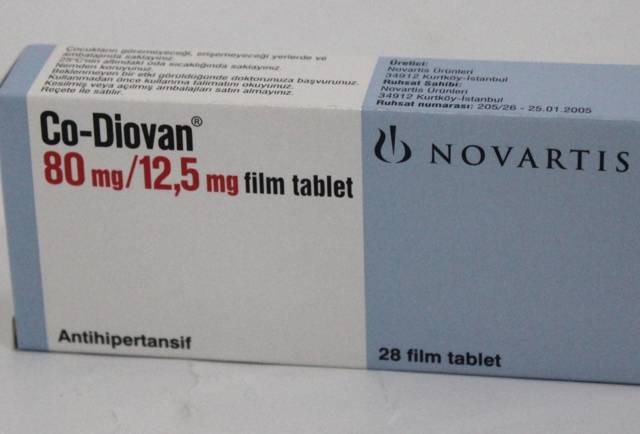 Çocukların göremeyeceği, erişemeyeceği yerlerde ve
ambalajında saklayınız.
25°C'nin altındaki oda sıcaklığında saklayınız.
Nemden koruyunuz.
Beklenmeyen bir etki görüldüğünde doktorunuza başvurunuz.
Kullanmadan önce kullanma talimatını okuyunuz.
Kesilmiş veya açılmış ambalajları satın almayınız.
Reçete ile satılır.
Üretici:
Novartis Ürünleri
34912 Kurtköy-İstanbul
Ruhsat Sahibi:
Novartis Ürünleri
34912 Kurtköy-İstanbul
Ruhsat numarası: 205/26 - 25.01.2005
Co-Diovan®
80 mg/12,5 mg film tablet
NOVARTIS
Antihipertansif
28 film tablet